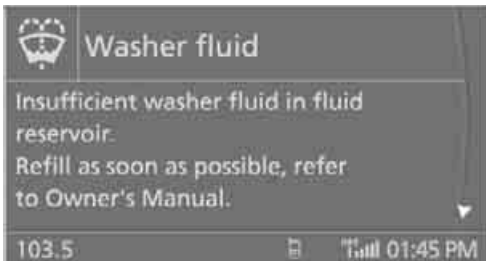 Washer fluid
Insufficient washer fluid in fluid
reservoir.
Refill as soon as possible, refer
to Owner's Manual.
103.5 01:45 PM